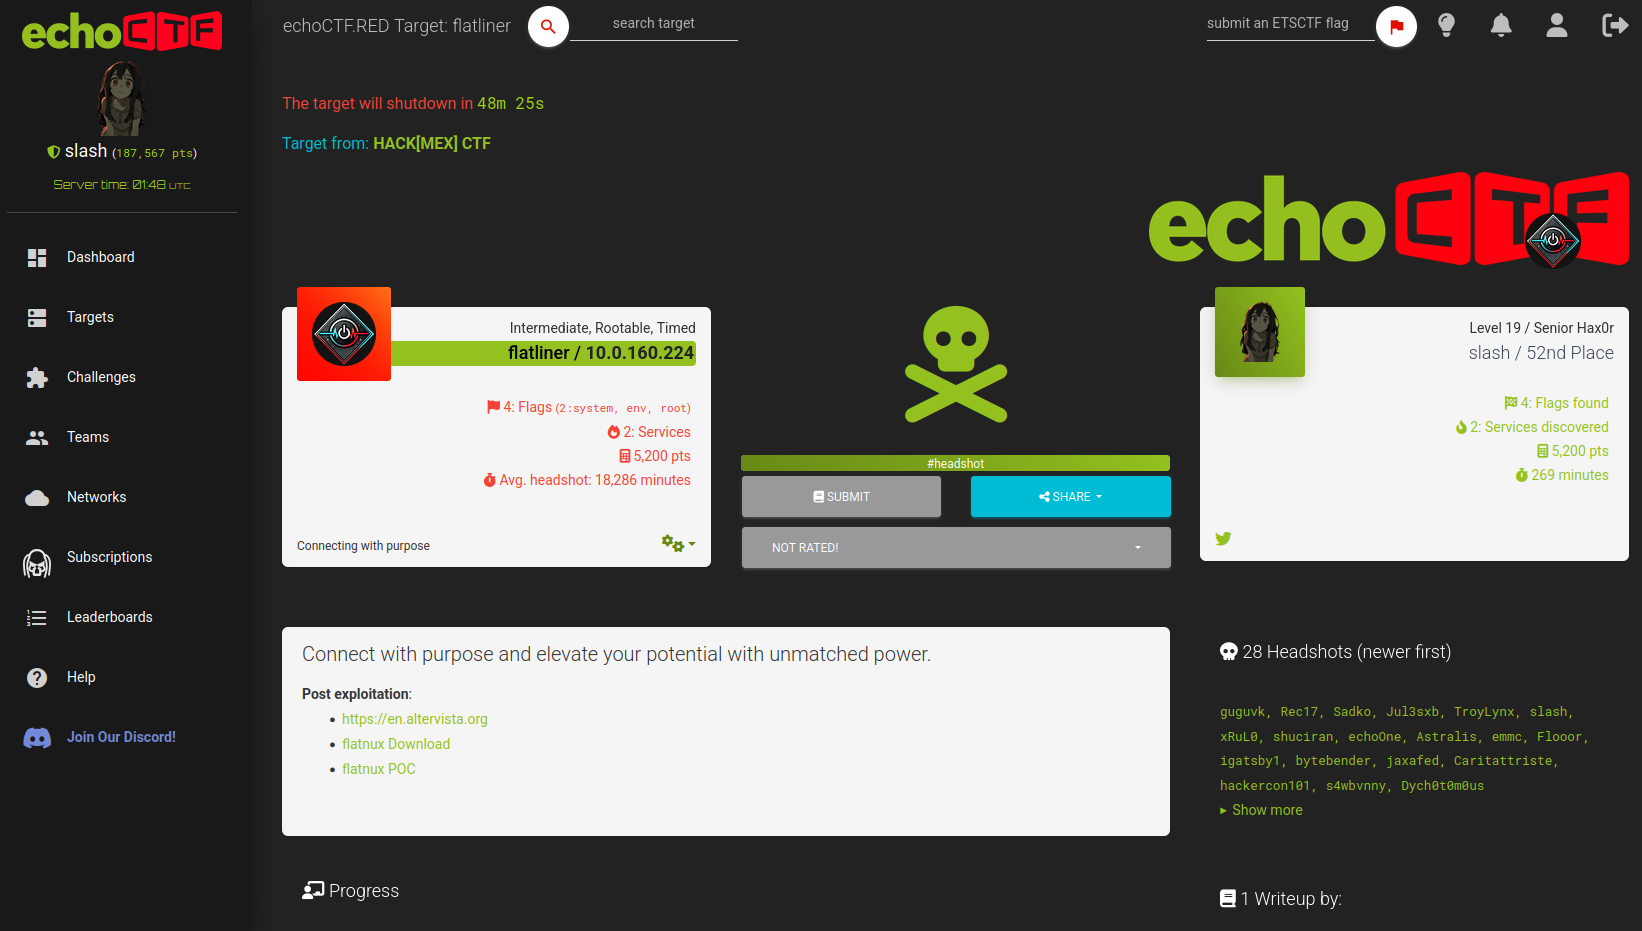 echoCTF
slash (187,567 pts)
Server time: 01:48 UTC
Dashboard
Targets
Challenges
Teams
Networks
Subscriptions
Leaderboards
Help
Join Our Discord!
echoCTF.RED Target: flatliner
search target
submit an ETSCTF flag
The target will shutdown in 48m 25s
Target from: HACK[MEX] CTF
echoCTF
Intermediate, Rootable, Timed
flatliner / 10.0.160.224
4: Flags (2:system, env, root)
2: Services
5,200 pts
Avg. headshot: 18,286 minutes
Connecting with purpose
#headshot
SUBMIT
SHARE
NOT RATED!
Level 19 / Senior Hax0r
slash / 52nd Place
4: Flags found
2: Services discovered
5,200 pts
269 minutes
Connect with purpose and elevate your potential with unmatched power.
Post exploitation:
• https://en.altervista.org
• flatnux Download
• flatnux POC
Progress
28 Headshots (newer first)
guguvk, Rec17, Sadko, Jul3sxb, TroyLynx, slash,
xRuL0, shuciran, echoOne, Astralis, emmc, Flooor,
igatsby1, bytebender, jaxafed, Caritattriste,
hackercon101, s4wbvnny, Dych0t0m0us
▸ Show more
1 Writeup by: